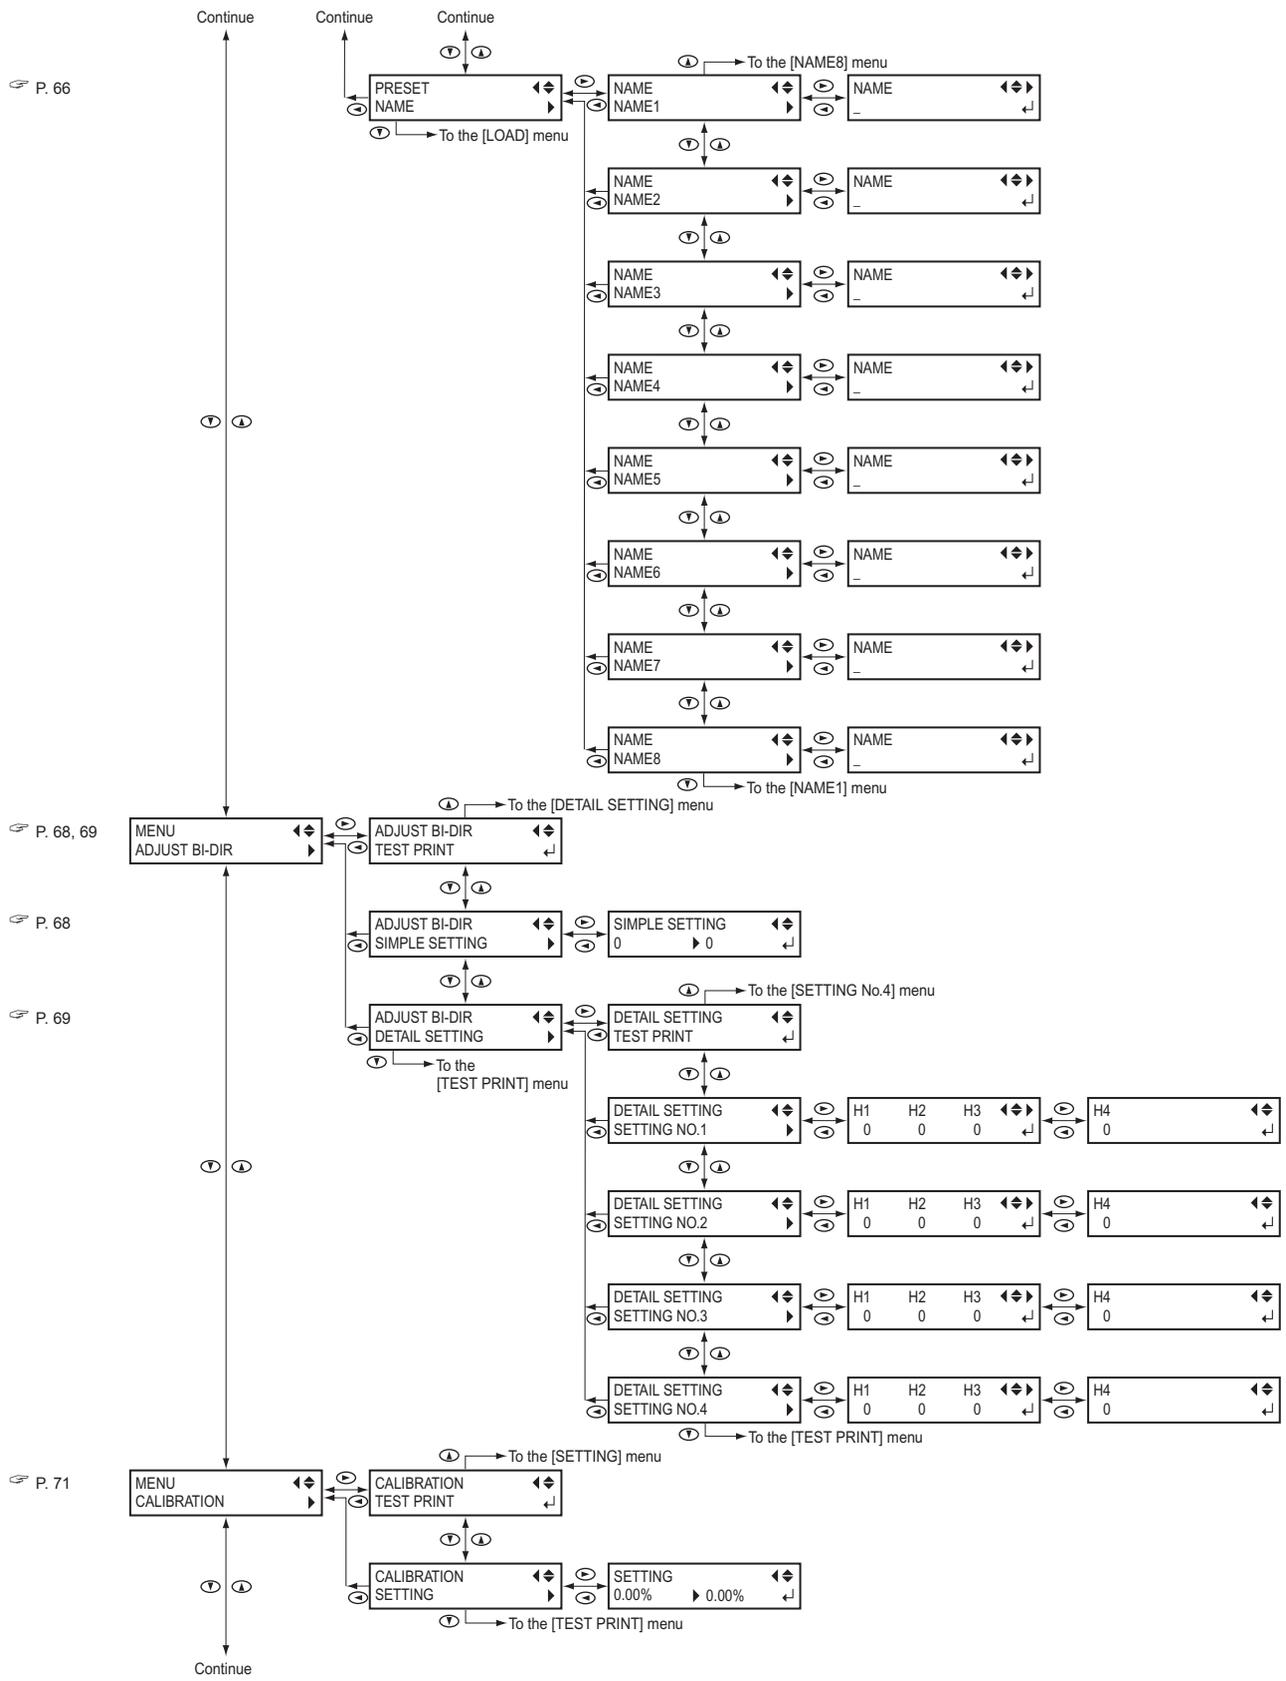 Continue
Continue
Continue
To the [NAME8] menu
☞ P. 66
PRESET
NAME
NAME
NAME1
NAME
_
To the [LOAD] menu
NAME
NAME2
NAME
_
NAME
NAME3
NAME
_
NAME
NAME4
NAME
_
NAME
NAME5
NAME
_
NAME
NAME6
NAME
_
NAME
NAME7
NAME
_
NAME
NAME8
NAME
_
To the [NAME1] menu
To the [DETAIL SETTING] menu
☞ P. 68, 69
MENU
ADJUST BI-DIR
ADJUST BI-DIR
TEST PRINT
☞ P. 68
ADJUST BI-DIR
SIMPLE SETTING
SIMPLE SETTING
0 0
To the [SETTING No.4] menu
☞ P. 69
ADJUST BI-DIR
DETAIL SETTING
DETAIL SETTING
TEST PRINT
To the
[TEST PRINT] menu
DETAIL SETTING
SETTING NO.1
H1 H2 H3
0 0 0
H4
0
DETAIL SETTING
SETTING NO.2
H1 H2 H3
0 0 0
H4
0
DETAIL SETTING
SETTING NO.3
H1 H2 H3
0 0 0
H4
0
DETAIL SETTING
SETTING NO.4
H1 H2 H3
0 0 0
H4
0
To the [TEST PRINT] menu
To the [SETTING] menu
☞ P. 71
MENU
CALIBRATION
CALIBRATION
TEST PRINT
CALIBRATION
SETTING
SETTING
0.00% 0.00%
To the [TEST PRINT] menu
Continue